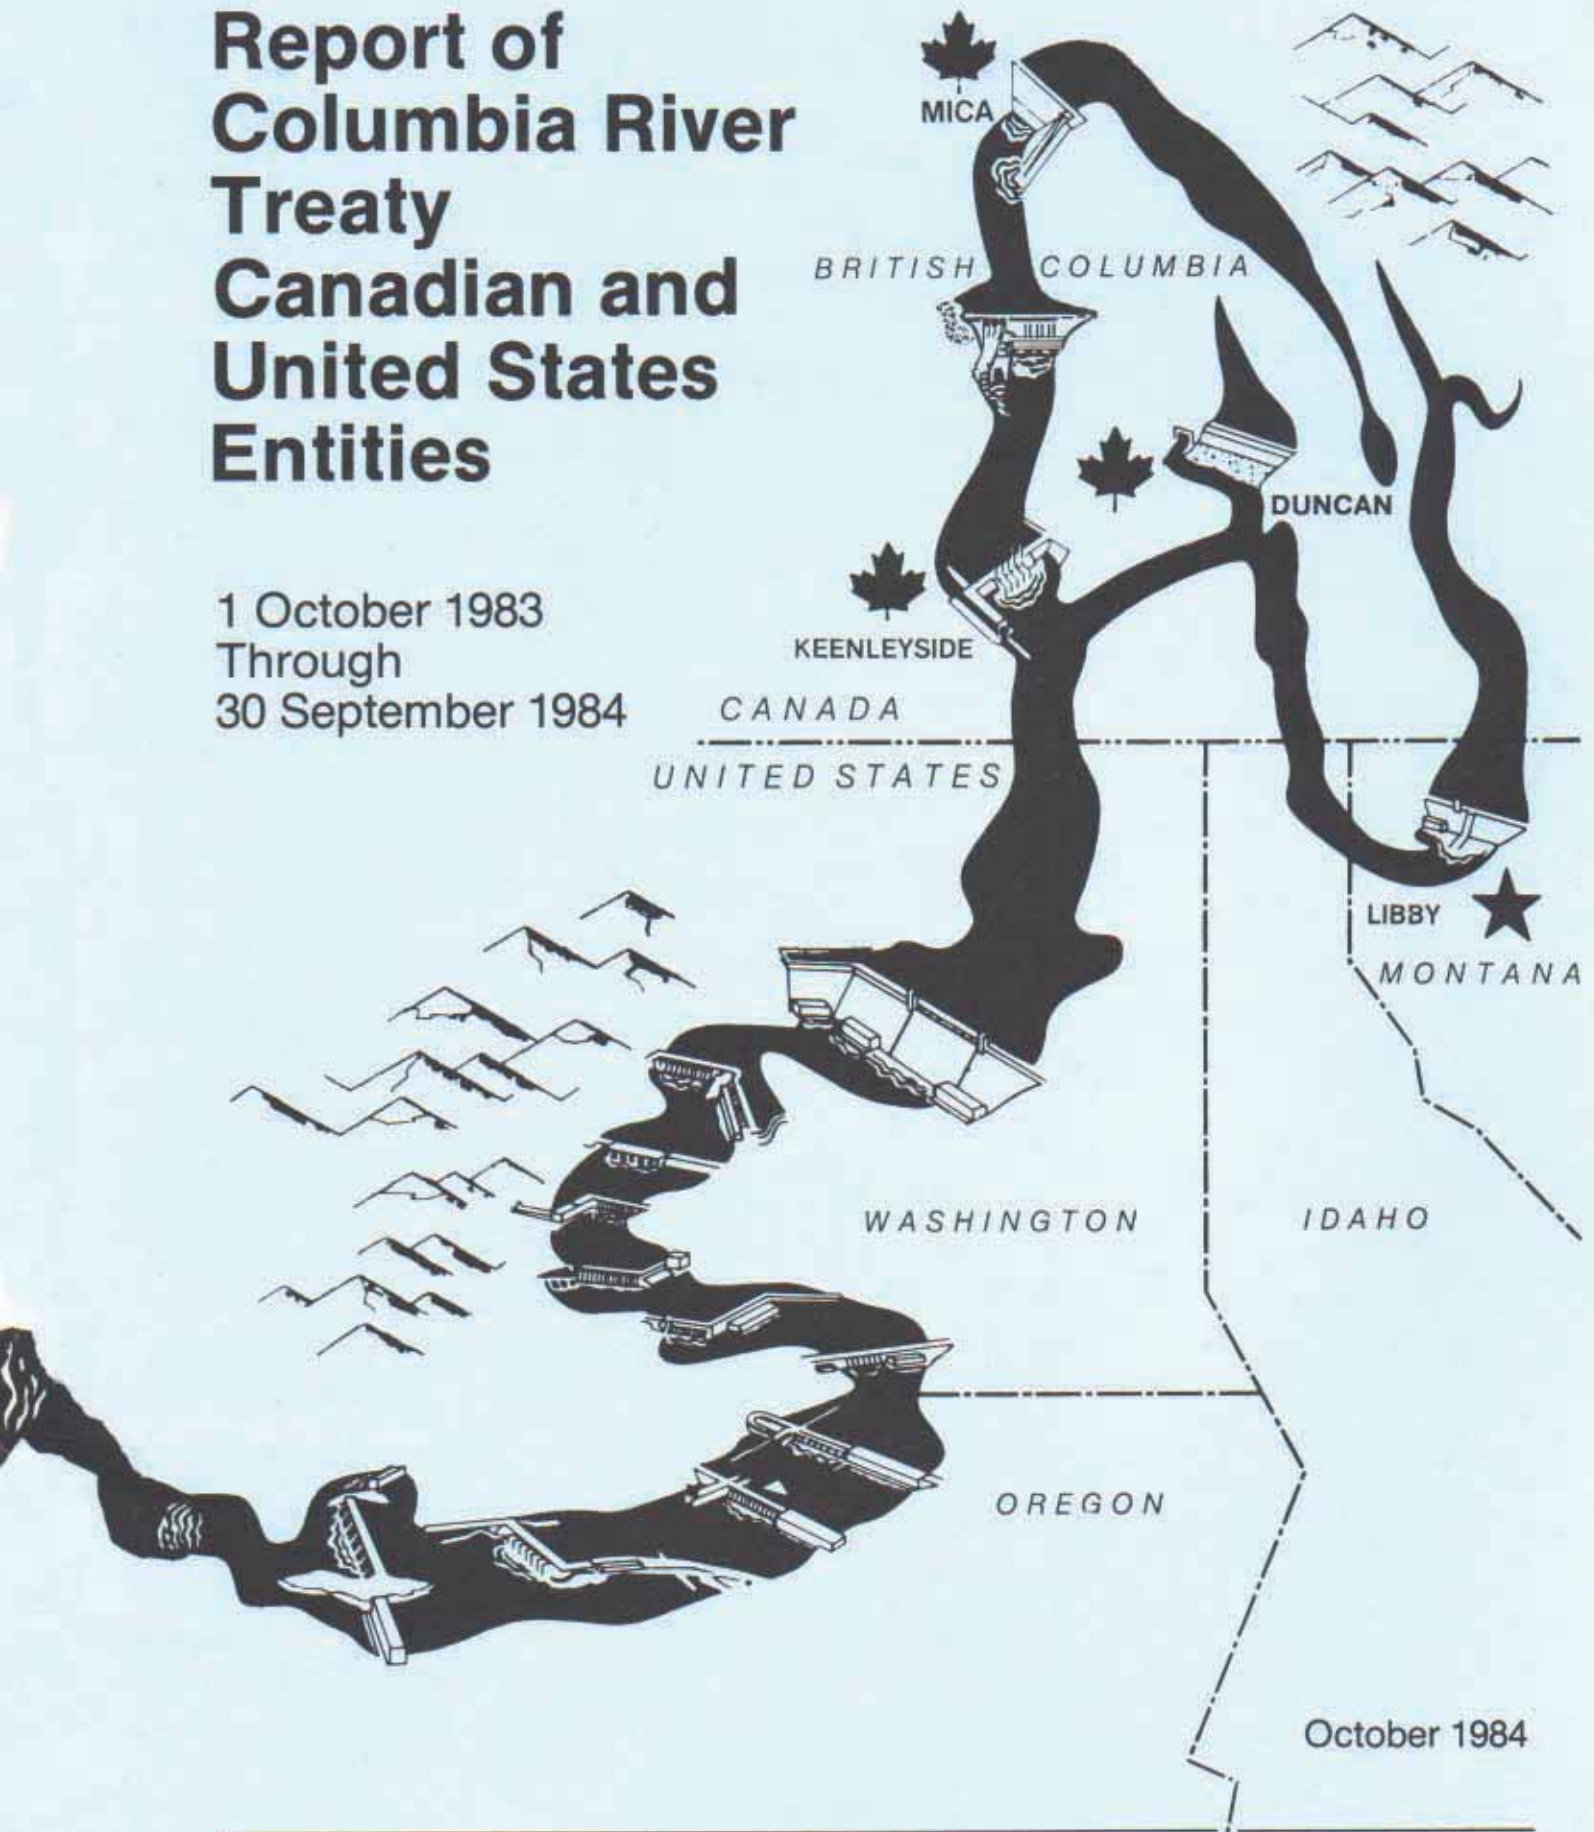 Report of
Columbia River
Treaty
Canadian and
United States
Entities
1 October 1983
Through
30 September 1984
MICA
BRITISH COLUMBIA
DUNCAN
KEENLEYSIDE
CANADA
UNITED STATES
LIBBY
MONTANA
WASHINGTON
IDAHO
OREGON
October 1984